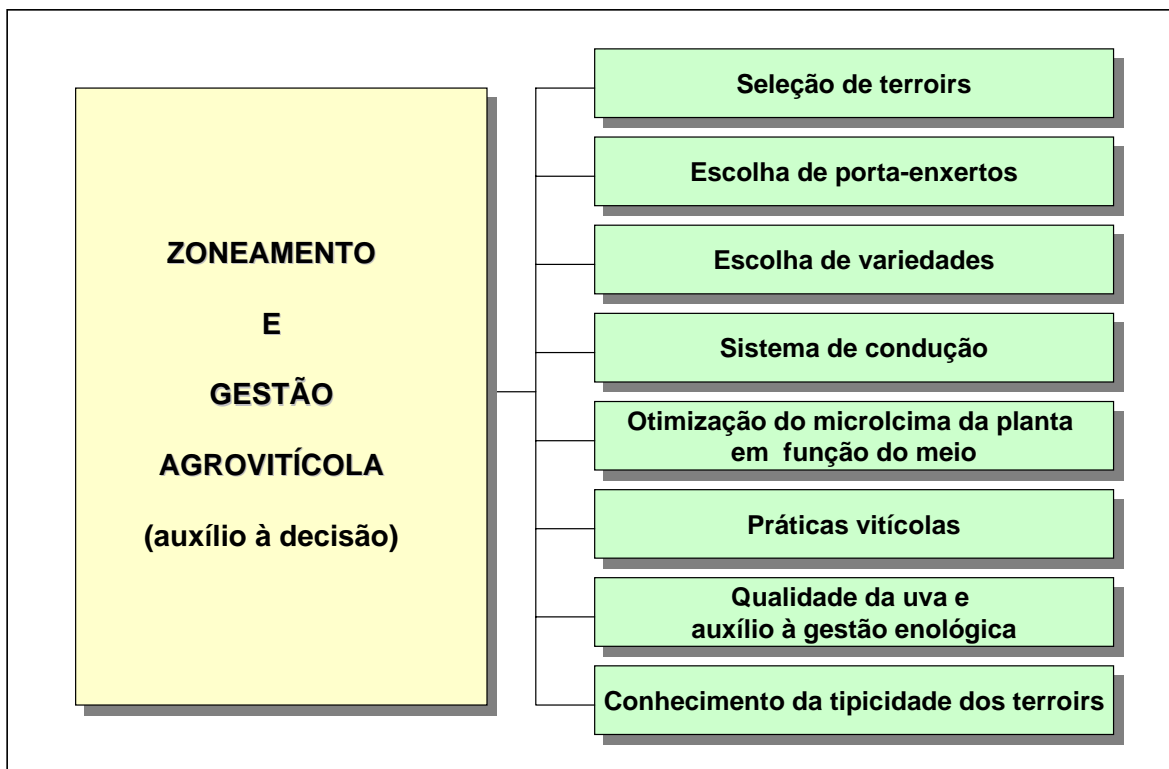 ZONEAMENTO
E
GESTÃO
AGROVITÍCOLA
(auxílio à decisão)
Seleção de terroirs
Escolha de porta-enxertos
Escolha de variedades
Sistema de condução
Otimização do microlcima da planta
em função do meio
Práticas vitícolas
Qualidade da uva e
auxílio à gestão enológica
Conhecimento da tipicidade dos terroirs